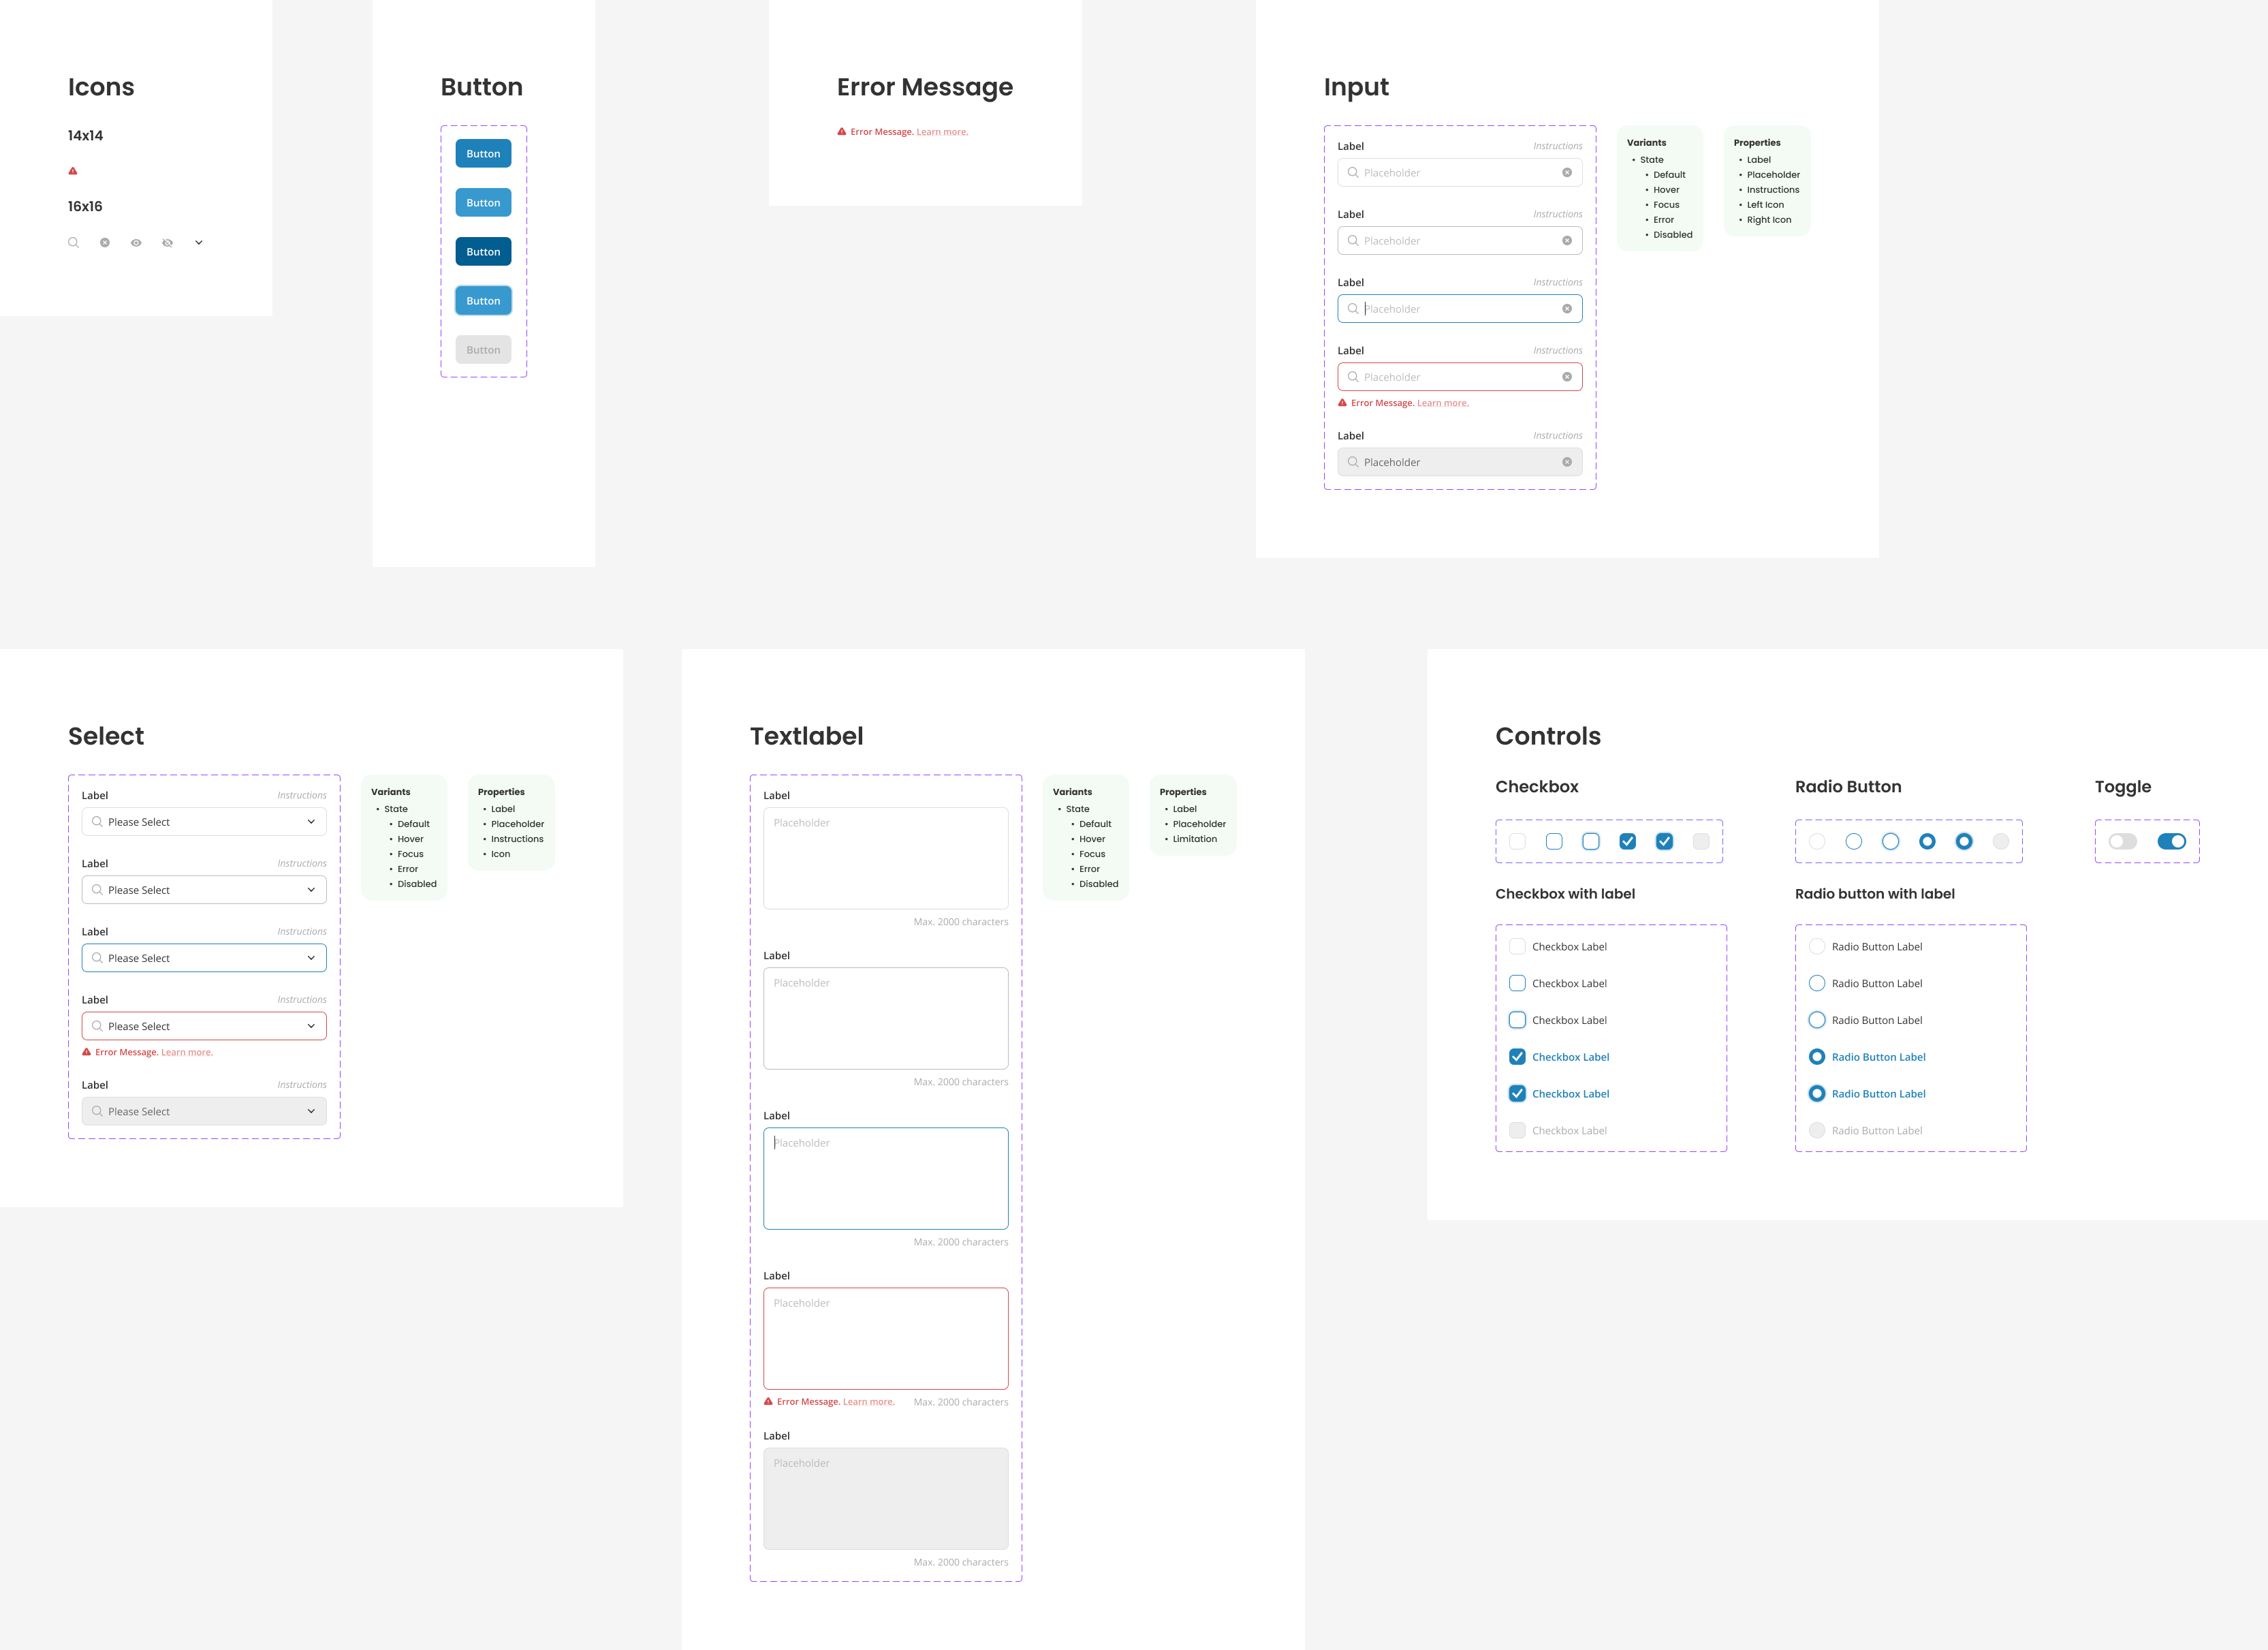 Icons
14x14
16x16
Button
Button
Button
Button
Button
Button
Error Message
Error Message. Learn more.
Input
Label Instructions
Placeholder
Label Instructions
Placeholder
Label Instructions
Placeholder
Label Instructions
Placeholder
Error Message. Learn more.
Label Instructions
Placeholder
Variants
• State
• Default
• Hover
• Focus
• Error
• Disabled
Properties
• Label
• Placeholder
• Instructions
• Left Icon
• Right Icon
Select
Label Instructions
Please Select
Label Instructions
Please Select
Label Instructions
Please Select
Label Instructions
Please Select
Error Message. Learn more.
Label Instructions
Please Select
Variants
• State
• Default
• Hover
• Focus
• Error
• Disabled
Properties
• Label
• Placeholder
• Instructions
• Icon
Textlabel
Label
Placeholder
Max. 2000 characters
Label
Placeholder
Max. 2000 characters
Label
Placeholder
Max. 2000 characters
Label
Placeholder
Error Message. Learn more. Max. 2000 characters
Label
Placeholder
Max. 2000 characters
Variants
• State
• Default
• Hover
• Focus
• Error
• Disabled
Properties
• Label
• Placeholder
• Limitation
Controls
Checkbox
Checkbox with label
Checkbox Label
Checkbox Label
Checkbox Label
Checkbox Label
Checkbox Label
Checkbox Label
Radio Button
Radio button with label
Radio Button Label
Radio Button Label
Radio Button Label
Radio Button Label
Radio Button Label
Radio Button Label
Toggle